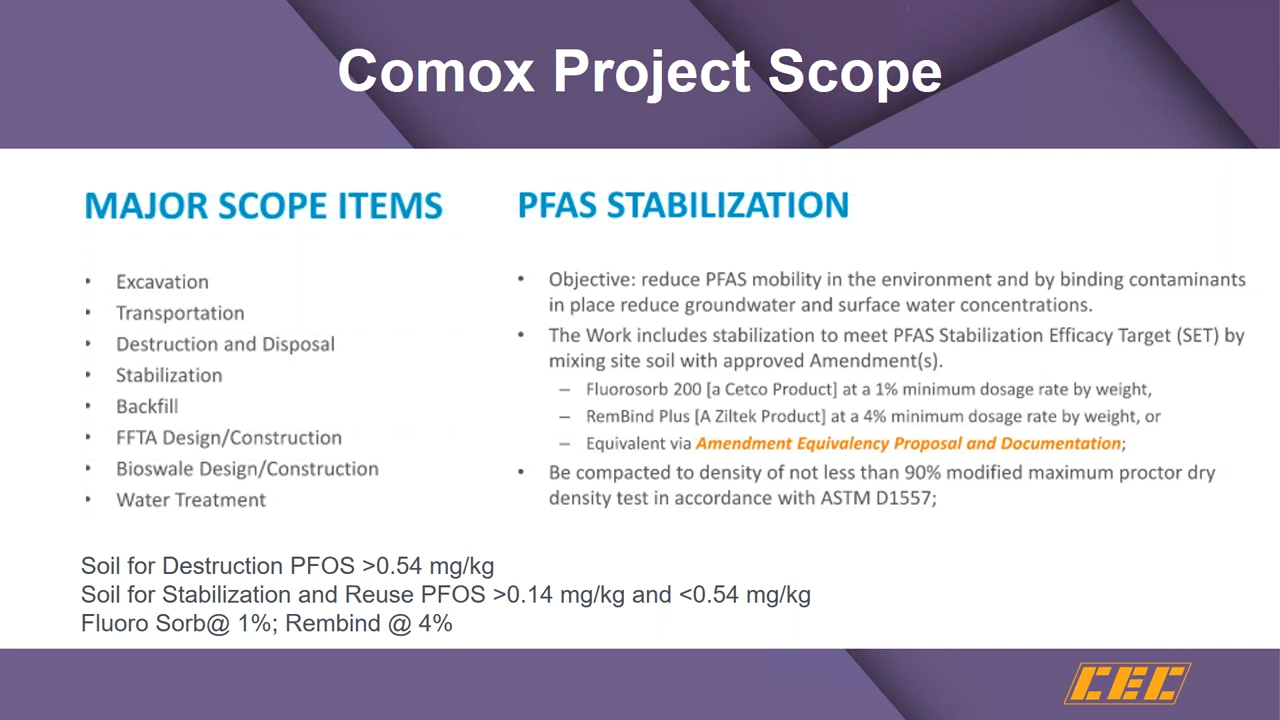 Comox Project Scope
MAJOR SCOPE ITEMS
• Excavation
• Transportation
• Destruction and Disposal
• Stabilization
• Backfill
• FFTA Design/Construction
• Bioswale Design/Construction
• Water Treatment
PFAS STABILIZATION
• Objective: reduce PFAS mobility in the environment and by binding contaminants
in place reduce groundwater and surface water concentrations.
• The Work includes stabilization to meet PFAS Stabilization Efficacy Target (SET) by
mixing site soil with approved Amendment(s).
– Fluorosorb 200 [a Cetco Product] at a 1% minimum dosage rate by weight,
– RemBind Plus [A Ziltek Product] at a 4% minimum dosage rate by weight, or
– Equivalent via Amendment Equivalency Proposal and Documentation;
• Be compacted to density of not less than 90% modified maximum proctor dry
density test in accordance with ASTM D1557;
Soil for Destruction PFOS >0.54 mg/kg
Soil for Stabilization and Reuse PFOS >0.14 mg/kg and <0.54 mg/kg
Fluoro Sorb@ 1%; Rembind @ 4%
CEC